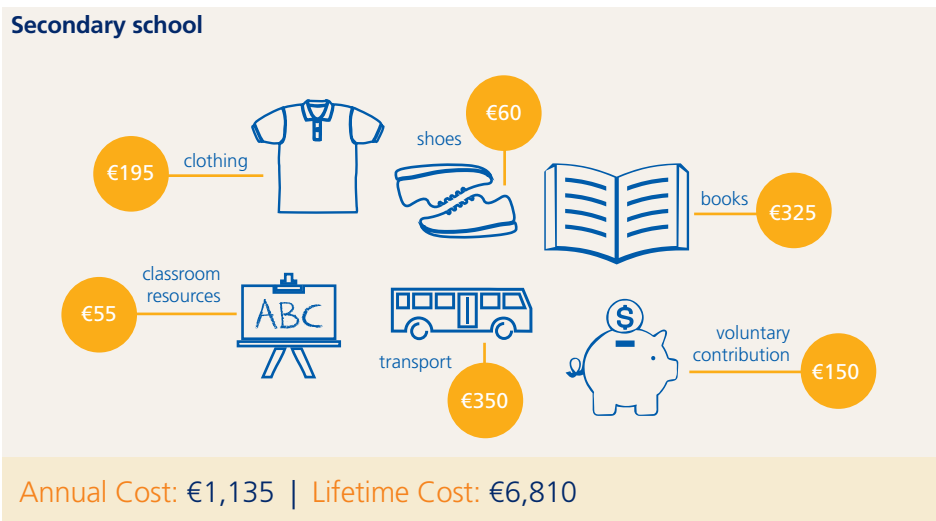 Secondary school
€60
shoes
clothing
€195
books
€325
classroom
resources
ABC
€55
$
voluntary
contribution
transport
€150
€350
Annual Cost: €1,135 | Lifetime Cost: €6,810